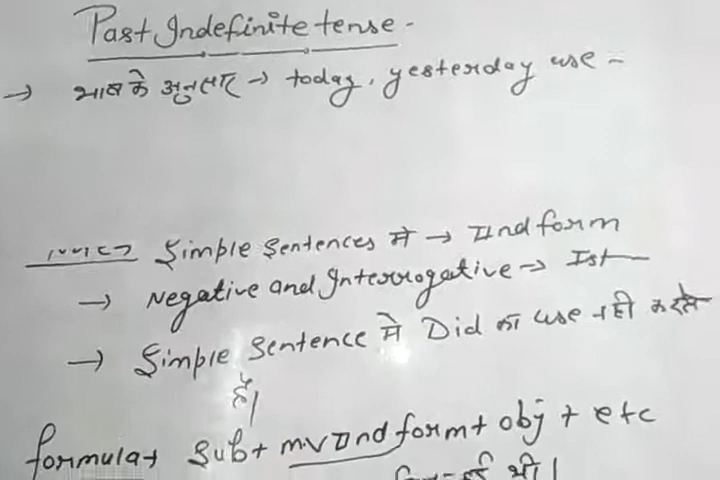 Past Indefinite tense -
→ भाव के अनुसार → today, yesterday use -
Simple Sentences मे → IInd form
→ Negative and Interrogative → Ist
→ Simple Sentence मे Did का use नही करते
हैं।
formula→ Sub + mv IInd form + obj + etc
थी।